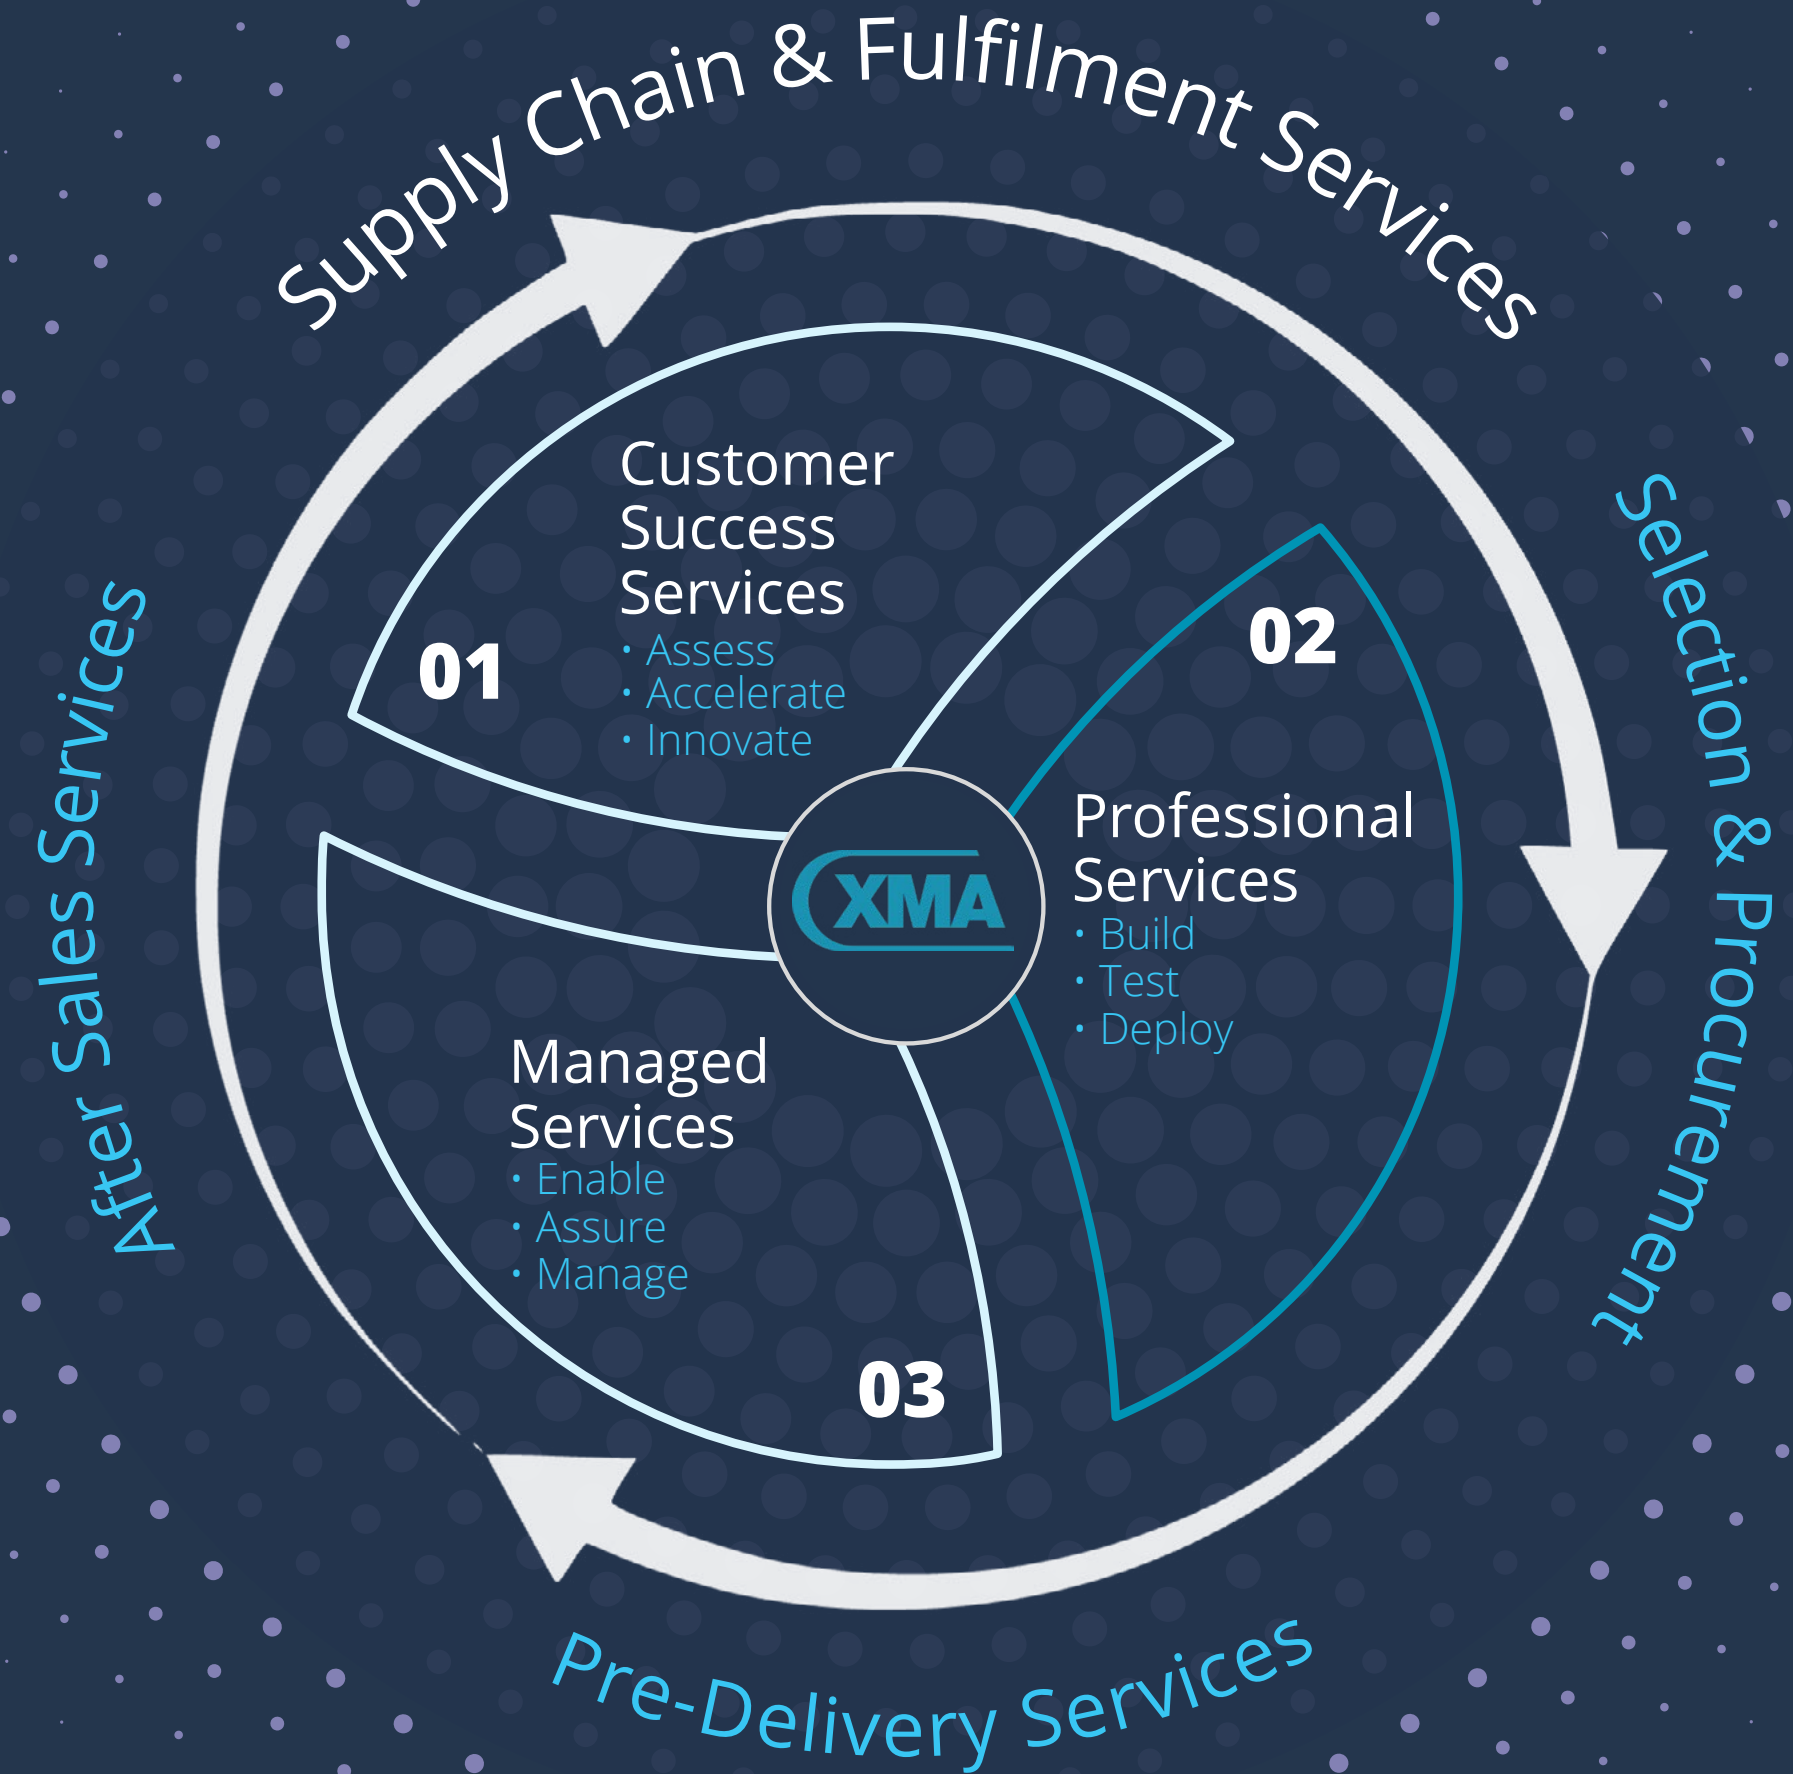 Supply Chain & Fulfilment Services
Customer
Success
Services
• Assess
• Accelerate
• Innovate
01
02
Professional
Services
• Build
• Test
• Deploy
XMA
Managed
Services
• Enable
• Assure
• Manage
03
Selection & Procurement
Pre-Delivery Services
After Sales Services